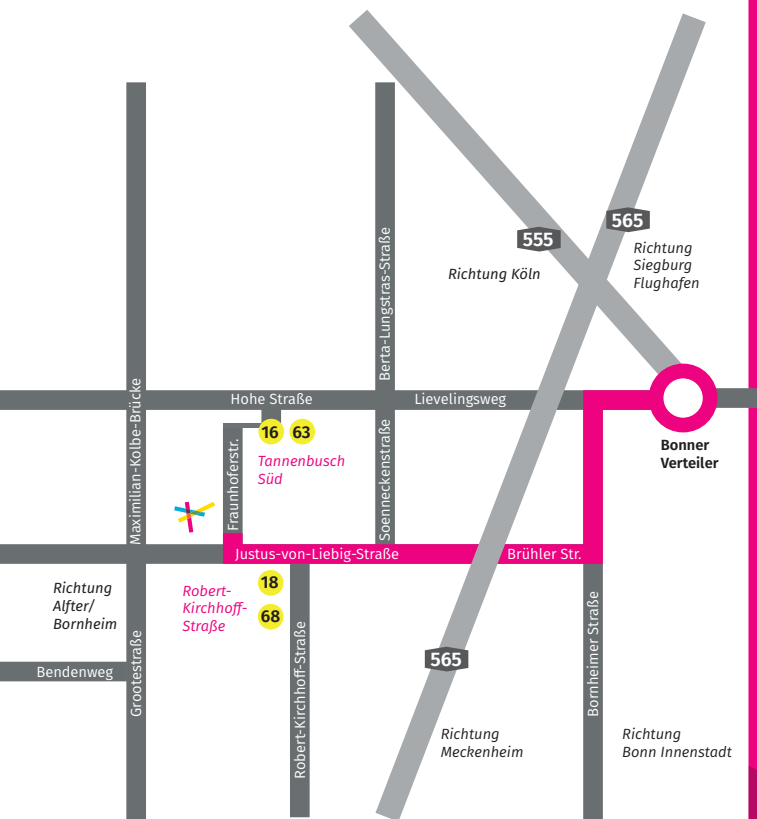 565
555
Richtung
Siegburg
Flughafen
Richtung Köln
Berta-Lungstras-Straße
Maximilian-Kolbe-Brücke
Hohe Straße
Lievelingsweg
16
63
Tannenbusch
Süd
Fraunhoferstr.
Soenneckenstraße
Bonner
Verteiler
Justus-von-Liebig-Straße
Brühler Str.
Richtung
Alfter/
Bornheim
Robert-
Kirchhoff-
Straße
18
68
Grootestraße
Bendenweg
Robert-Kirchhoff-Straße
565
Bornheimer Straße
Richtung
Meckenheim
Richtung
Bonn Innenstadt